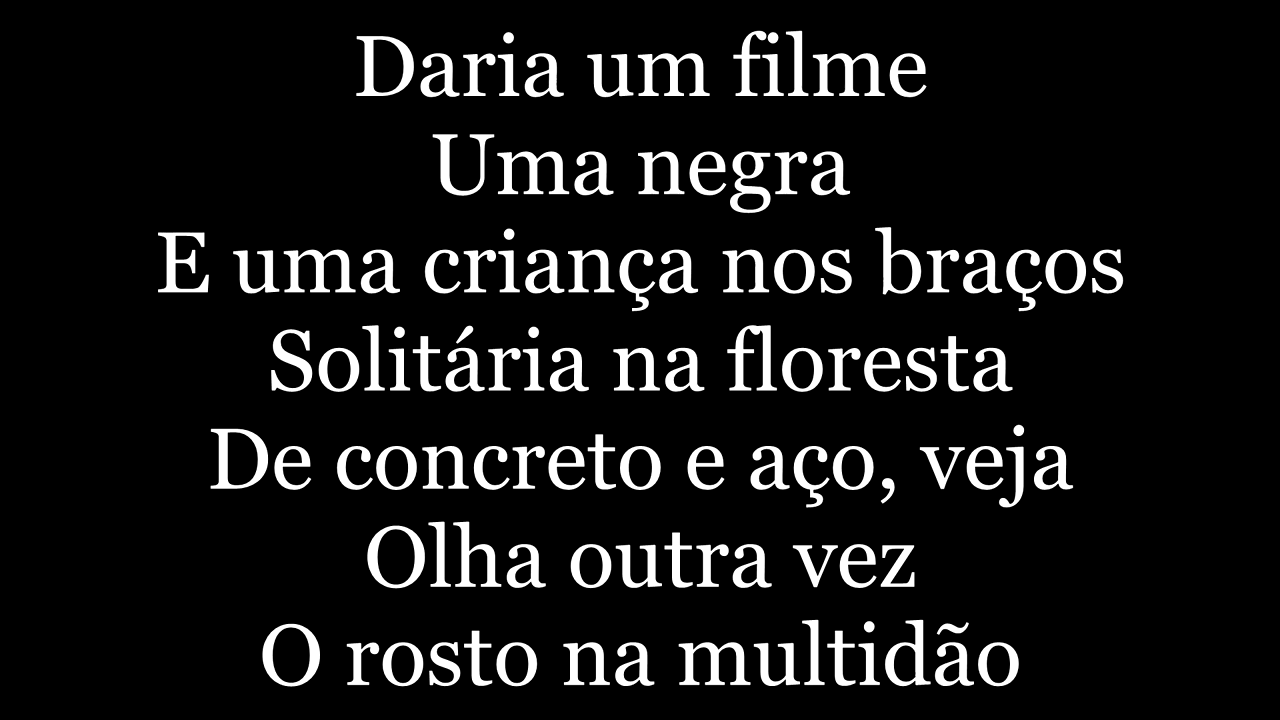 Daria um filme
Uma negra
E uma criança nos braços
Solitária na floresta
De concreto e aço, veja
Olha outra vez
O rosto na multidão